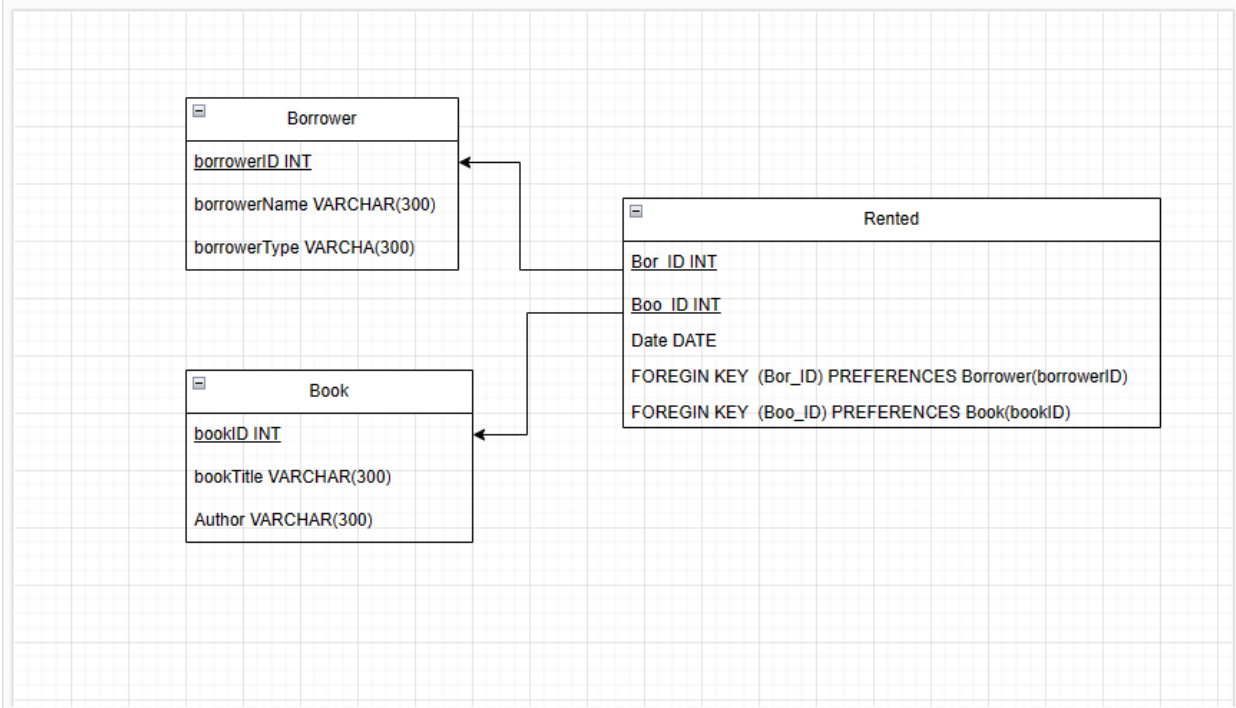 Borrower
borrowerID INT
borrowerName VARCHAR(300)
borrowerType VARCHA(300)
Rented
Bor_ID INT
Boo_ID INT
Date DATE
FOREGIN KEY (Bor_ID) PREFERENCES Borrower(borrowerID)
FOREGIN KEY (Boo_ID) PREFERENCES Book(bookID)
Book
bookID INT
bookTitle VARCHAR(300)
Author VARCHAR(300)